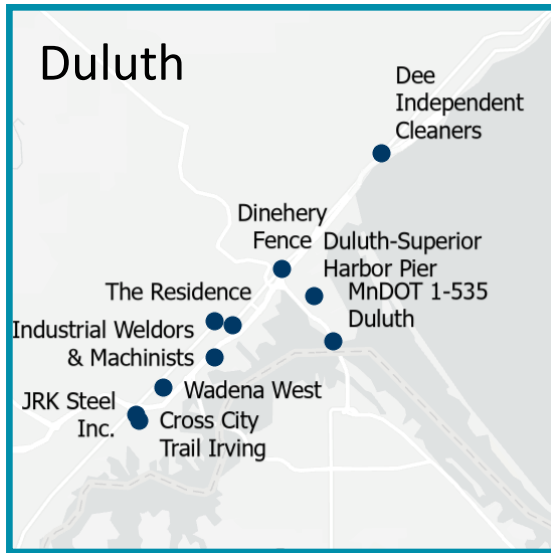 Duluth
Dee
Independent
Cleaners
Dinehery
Fence
Duluth-Superior
Harbor Pier
MnDOT 1-535
Duluth
The Residence
Industrial Weldors
& Machinists
Wadena West
JRK Steel
Inc.
Cross City
Trail Irving